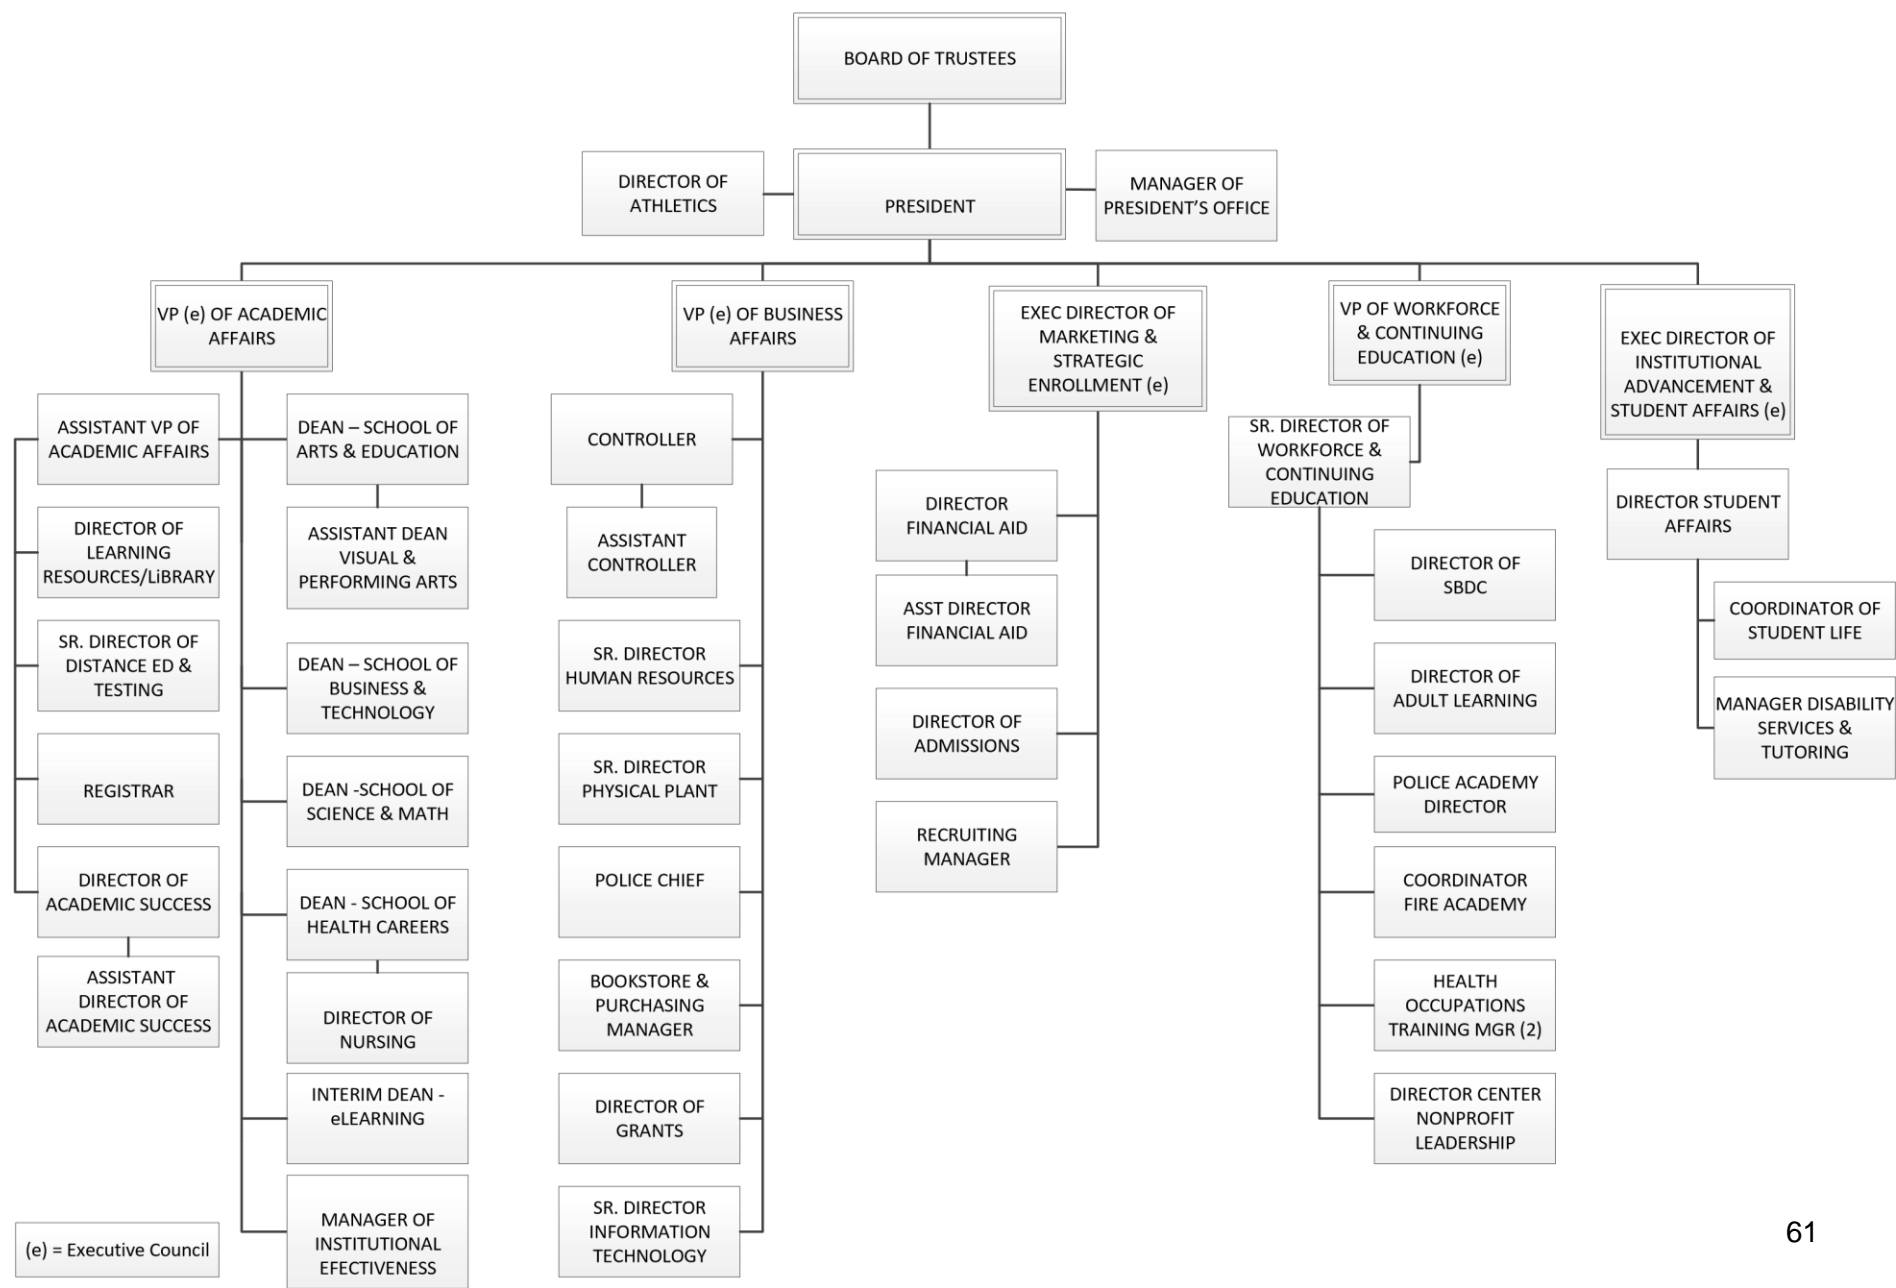 BOARD OF TRUSTEES
DIRECTOR OF
ATHLETICS
PRESIDENT
MANAGER OF
PRESIDENT’S OFFICE
VP (e) OF ACADEMIC
AFFAIRS
VP (e) OF BUSINESS
AFFAIRS
EXEC DIRECTOR OF
MARKETING &
STRATEGIC
ENROLLMENT (e)
VP OF WORKFORCE
& CONTINUING
EDUCATION (e)
EXEC DIRECTOR OF
INSTITUTIONAL
ADVANCEMENT &
STUDENT AFFAIRS (e)
ASSISTANT VP OF
ACADEMIC AFFAIRS
DIRECTOR OF
LEARNING
RESOURCES/LiBRARY
SR. DIRECTOR OF
DISTANCE ED &
TESTING
REGISTRAR
DIRECTOR OF
ACADEMIC SUCCESS
ASSISTANT
DIRECTOR OF
ACADEMIC SUCCESS
DEAN – SCHOOL OF
ARTS & EDUCATION
ASSISTANT DEAN
VISUAL &
PERFORMING ARTS
DEAN – SCHOOL OF
BUSINESS &
TECHNOLOGY
DEAN -SCHOOL OF
SCIENCE & MATH
DEAN - SCHOOL OF
HEALTH CAREERS
DIRECTOR OF
NURSING
INTERIM DEAN -
eLEARNING
MANAGER OF
INSTITUTIONAL
EFECTIVENESS
CONTROLLER
ASSISTANT
CONTROLLER
SR. DIRECTOR
HUMAN RESOURCES
SR. DIRECTOR
PHYSICAL PLANT
POLICE CHIEF
BOOKSTORE &
PURCHASING
MANAGER
DIRECTOR OF
GRANTS
SR. DIRECTOR
INFORMATION
TECHNOLOGY
DIRECTOR
FINANCIAL AID
ASST DIRECTOR
FINANCIAL AID
DIRECTOR OF
ADMISSIONS
RECRUITING
MANAGER
SR. DIRECTOR OF
WORKFORCE &
CONTINUING
EDUCATION
DIRECTOR OF
SBDC
DIRECTOR OF
ADULT LEARNING
POLICE ACADEMY
DIRECTOR
COORDINATOR
FIRE ACADEMY
HEALTH
OCCUPATIONS
TRAINING MGR (2)
DIRECTOR CENTER
NONPROFIT
LEADERSHIP
DIRECTOR STUDENT
AFFAIRS
COORDINATOR OF
STUDENT LIFE
MANAGER DISABILITY
SERVICES &
TUTORING
(e) = Executive Council
61